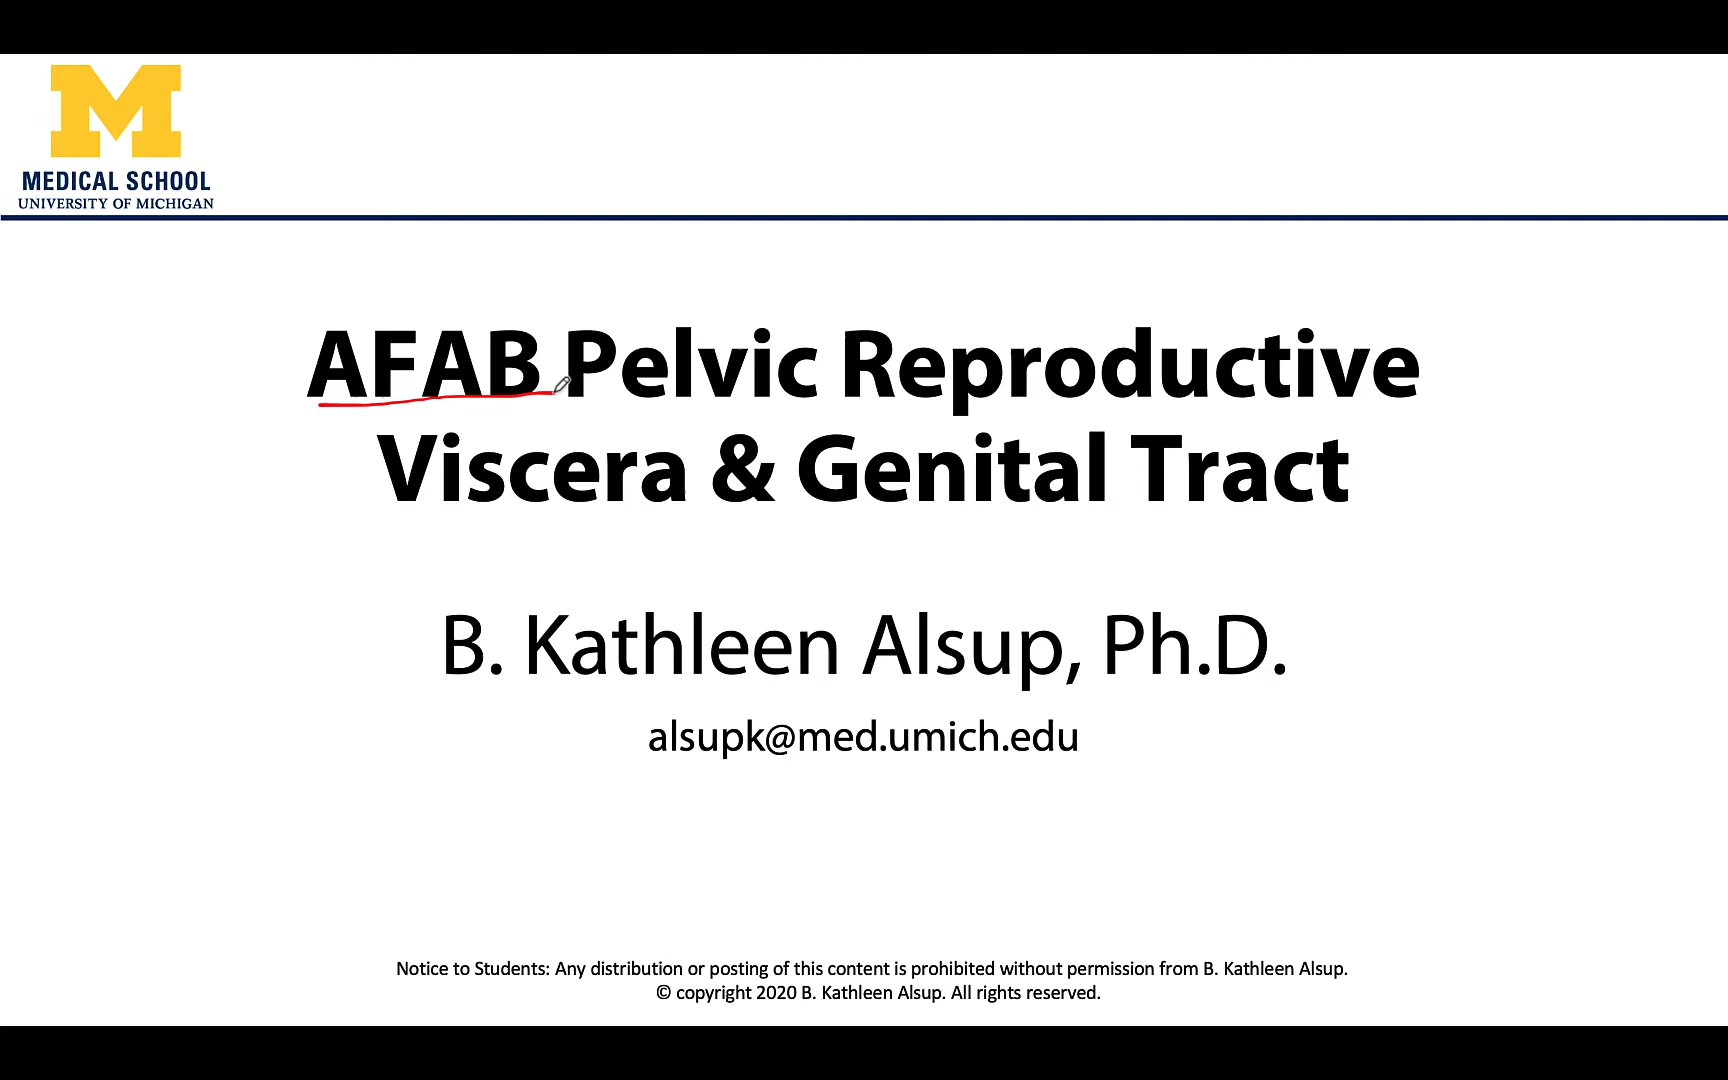 M
MEDICAL SCHOOL
UNIVERSITY OF MICHIGAN
AFAB Pelvic Reproductive
Viscera & Genital Tract
B. Kathleen Alsup, Ph.D.
alsupk@med.umich.edu
Notice to Students: Any distribution or posting of this content is prohibited without permission from B. Kathleen Alsup.
© copyright 2020 B. Kathleen Alsup. All rights reserved.